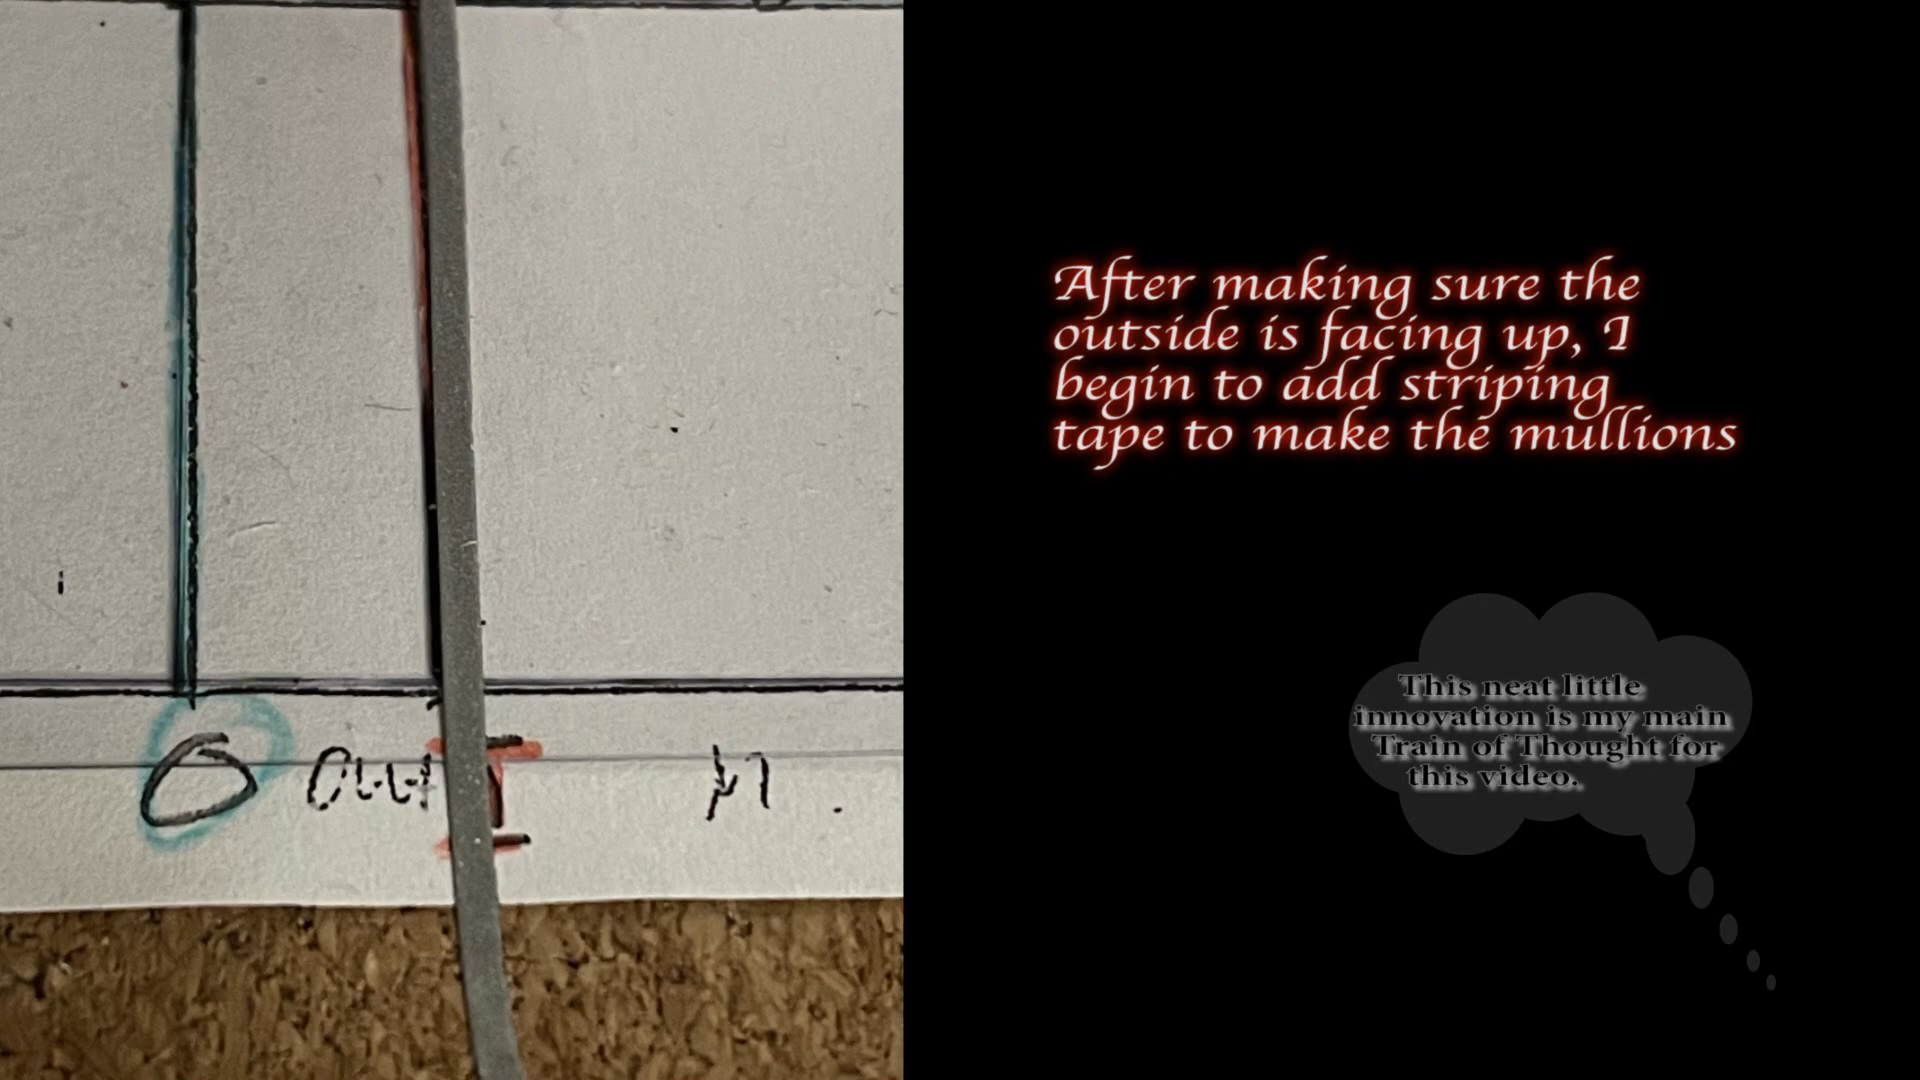 After making sure the
outside is facing up, I
begin to add striping
tape to make the mullions
This neat little
innovation is my main
Train of Thought for
this video.
O
I